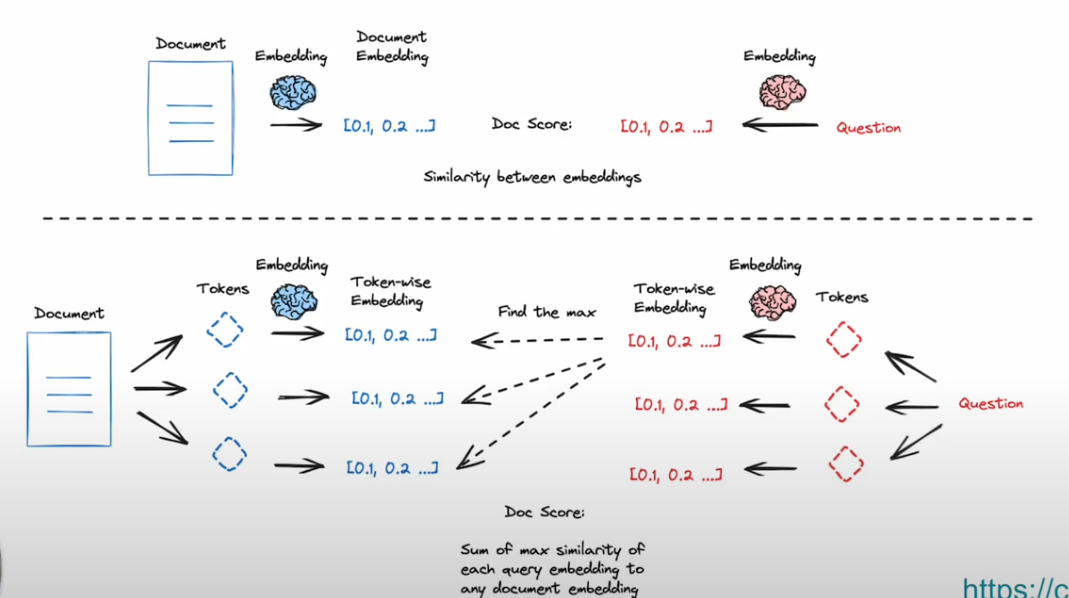 Document
Embedding
Document
Embedding
Embedding
[0.1, 0.2 ...]
Doc Score:
[0.1, 0.2 ...]
Question
Similarity between embeddings
Document
Tokens
Embedding
Token-wise
Embedding
Find the max
Token-wise
Embedding
Embedding
Tokens
[0.1, 0.2 ...]
[0.1, 0.2 ...]
[0.1, 0.2 ...]
[0.1, 0.2 ...]
Question
[0.1, 0.2 ...]
[0.1, 0.2 ...]
Doc Score:
Sum of max similarity of
each query embedding to
any document embedding
https://c